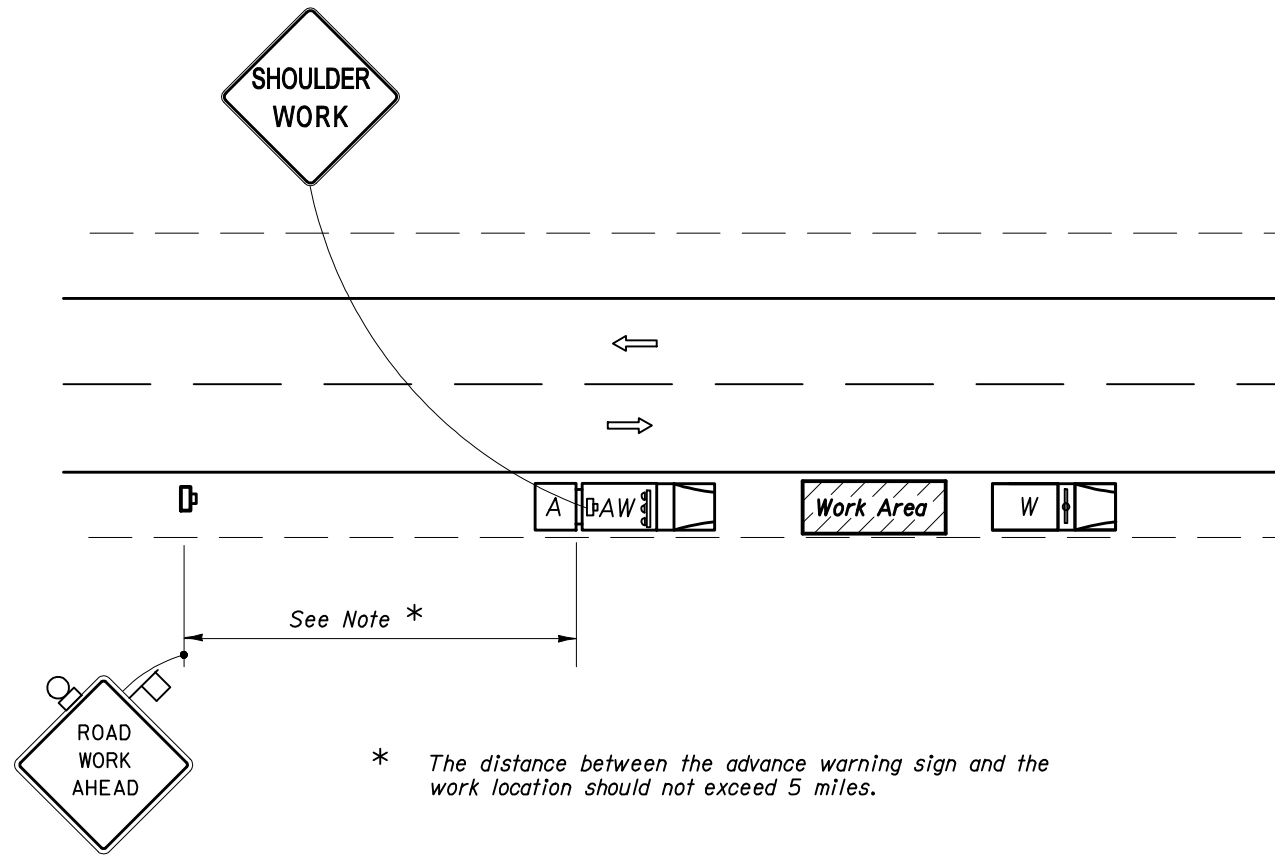 SHOULDER
WORK
A AW Work Area W
See Note *
ROAD
WORK
AHEAD
* The distance between the advance warning sign and the
work location should not exceed 5 miles.